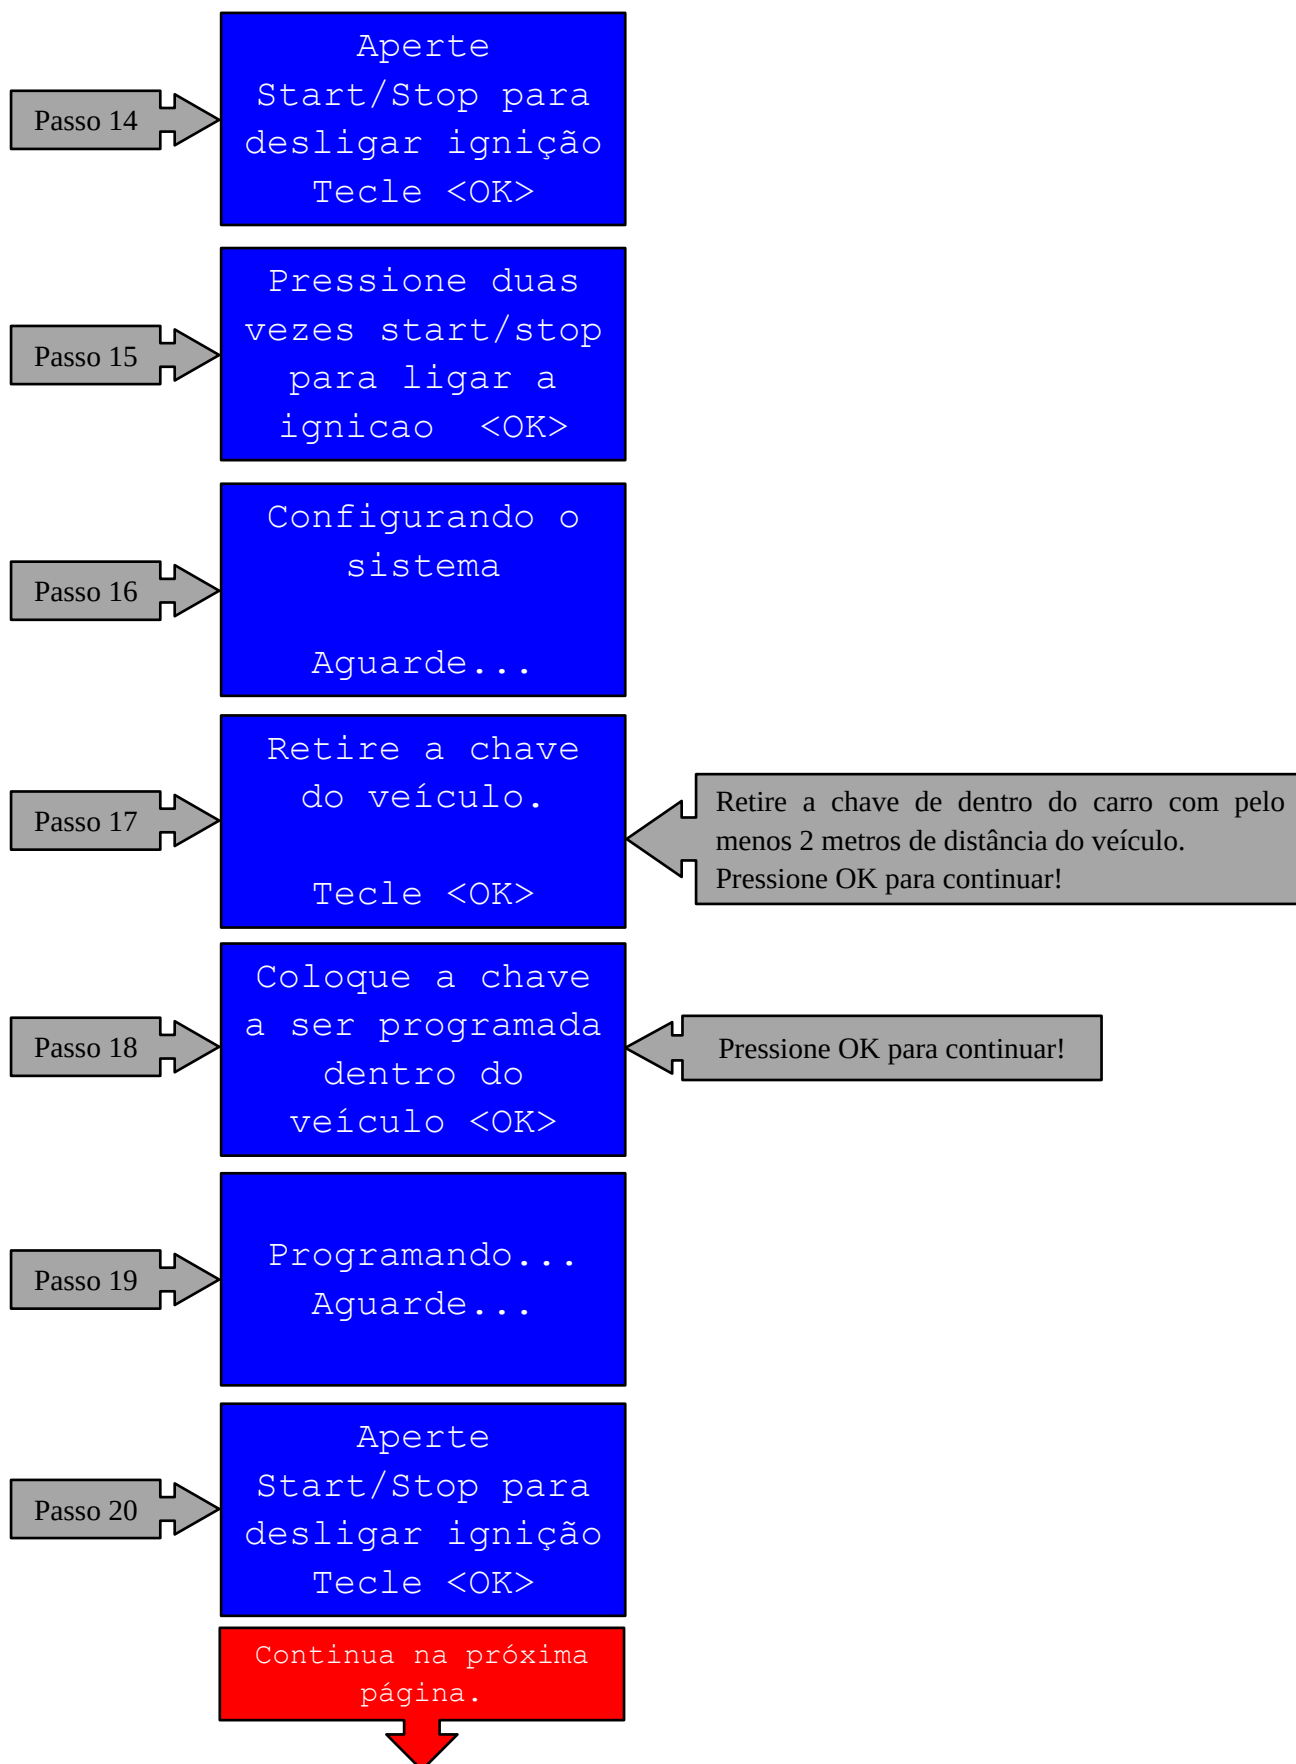 Passo 14
Aperte
Start/Stop para
desligar ignição
Tecle <OK>
Passo 15
Pressione duas
vezes start/stop
para ligar a
ignicao <OK>
Passo 16
Configurando o
sistema
Aguarde...
Passo 17
Retire a chave
do veículo.
Tecle <OK>
Retire a chave de dentro do carro com pelo
menos 2 metros de distância do veículo.
Pressione OK para continuar!
Passo 18
Coloque a chave
a ser programada
dentro do
veículo <OK>
Pressione OK para continuar!
Passo 19
Programando...
Aguarde...
Passo 20
Aperte
Start/Stop para
desligar ignição
Tecle <OK>
Continua na próxima
página.